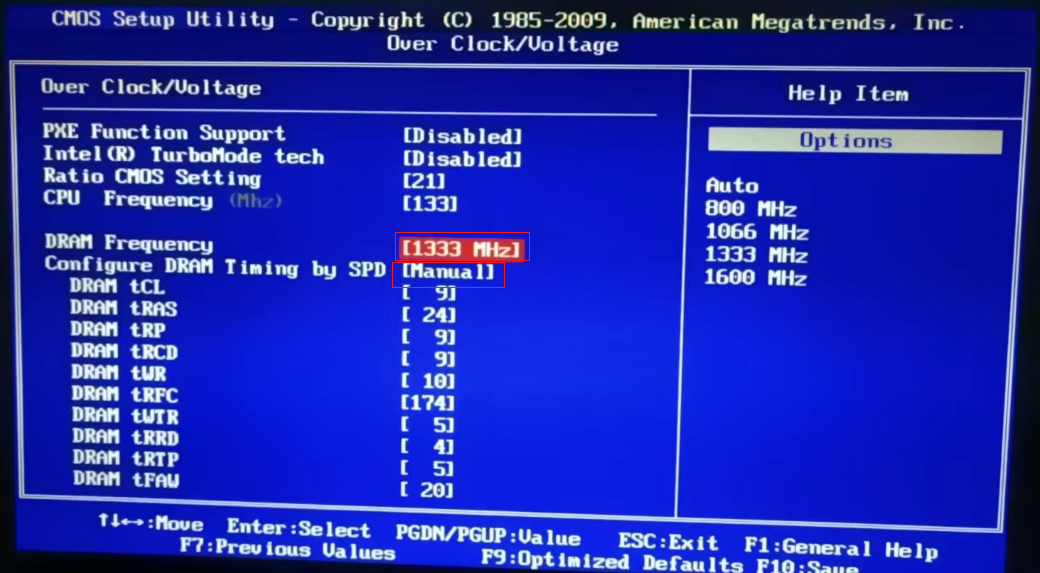 CMOS Setup Utility - Copyright (C) 1985-2009, American Megatrends, Inc.
Over Clock/Voltage
Over Clock/Voltage
PXE Function Support [Disabled]
Intel(R) TurboMode tech [Disabled]
Ratio CMOS Setting [21]
CPU Frequency (Mhz) [133]
DRAM Frequency [1333 MHz]
Configure DRAM Timing by SPD [Manual]
DRAM tCL [ 9]
DRAM tRAS [ 24]
DRAM tRP [ 9]
DRAM tRCD [ 9]
DRAM tWR [ 10]
DRAM tRFC [174]
DRAM tWTR [ 5]
DRAM tRRD [ 4]
DRAM tRTP [ 5]
DRAM tFAW [ 20]
Help Item
Options
Auto
800 MHz
1066 MHz
1333 MHz
1600 MHz
↑↓←→:Move Enter:Select PGDN/PGUP:Value ESC:Exit F1:General Help
F7:Previous Values F9:Optimized Defaults F10:Save